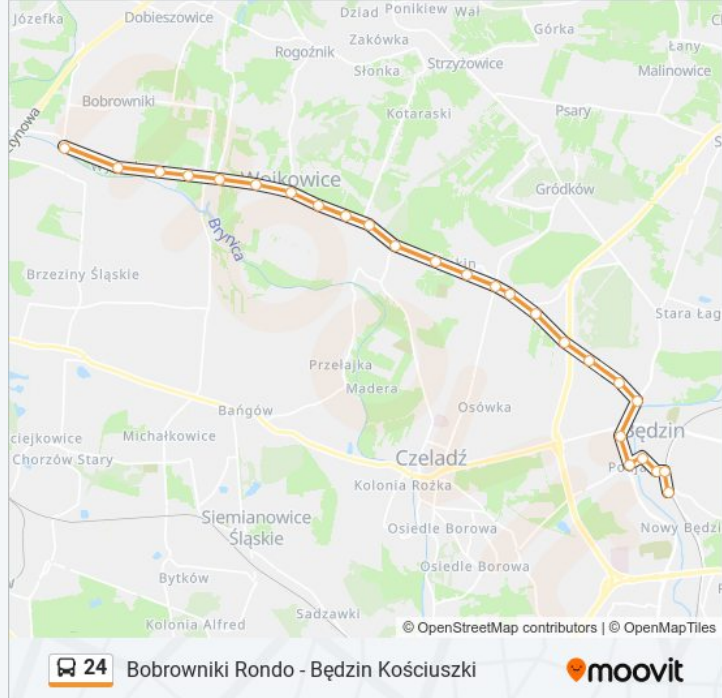 Józefka
Dobieszowice
Dziad
Ponikiew
Wał
Zakówka
Górka
Rogoźnik
Strzyżowice
Łany
Słonka
Malinowice
Bobrowniki
Kotaraski
Psary
Wojkowice
Gródków
Brynica
Brzeziny Śląskie
Stara Łag
Przełajka
Madera
Bańgów
Osówka
Będzin
Michałkowice
Czeladź
Chorzów Stary
Kolonia Rożka
Siemianowice
Śląskie
Osiedle Borowa
Nowy Będzi
Osiedle Borowa
Bytków
Sadzawki
Kolonia Alfred
© OpenStreetMap contributors | © OpenMapTiles
24 Bobrowniki Rondo - Będzin Kościuszki
moovit